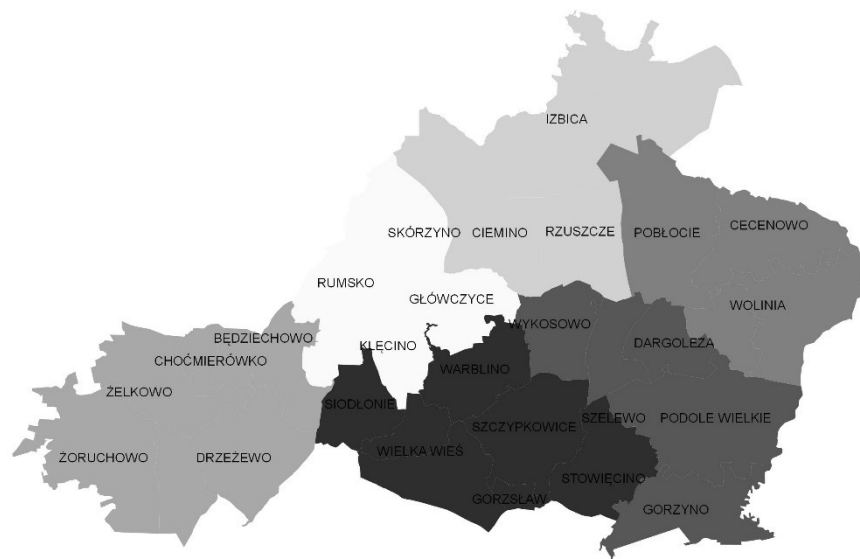 IZBICA
SKÓRZYNO
CIEMINO
RZUSZCZE
POBŁOCIE
CECENOWO
RUMSKO
GŁÓWCZYCE
WOLINIA
BĘDZIECHOWO
KLĘCINO
WYKOSOWO
DARGOLEZA
CHOĆMIERÓWKO
WARBLINO
ŻELKOWO
SIODŁONIE
SZCZYPKOWICE
SZELEWO
PODOLE WIELKIE
ŻORUCHOWO
DRZEŻEWO
WIELKA WIEŚ
STOWIĘCINO
GORZSŁAW
GORZYNO